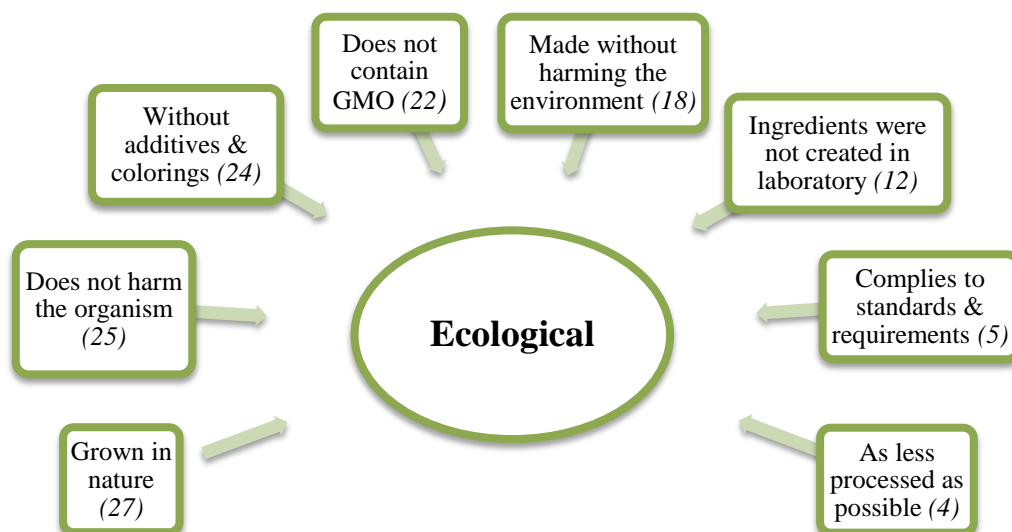 Does not
contain
GMO (22)
Made without
harming the
environment (18)
Without
additives &
colorings (24)
Ingredients were
not created in
laboratory (12)
Does not harm
the organism
(25)
Complies to
standards &
requirements (5)
Ecological
Grown in
nature
(27)
As less
processed as
possible (4)